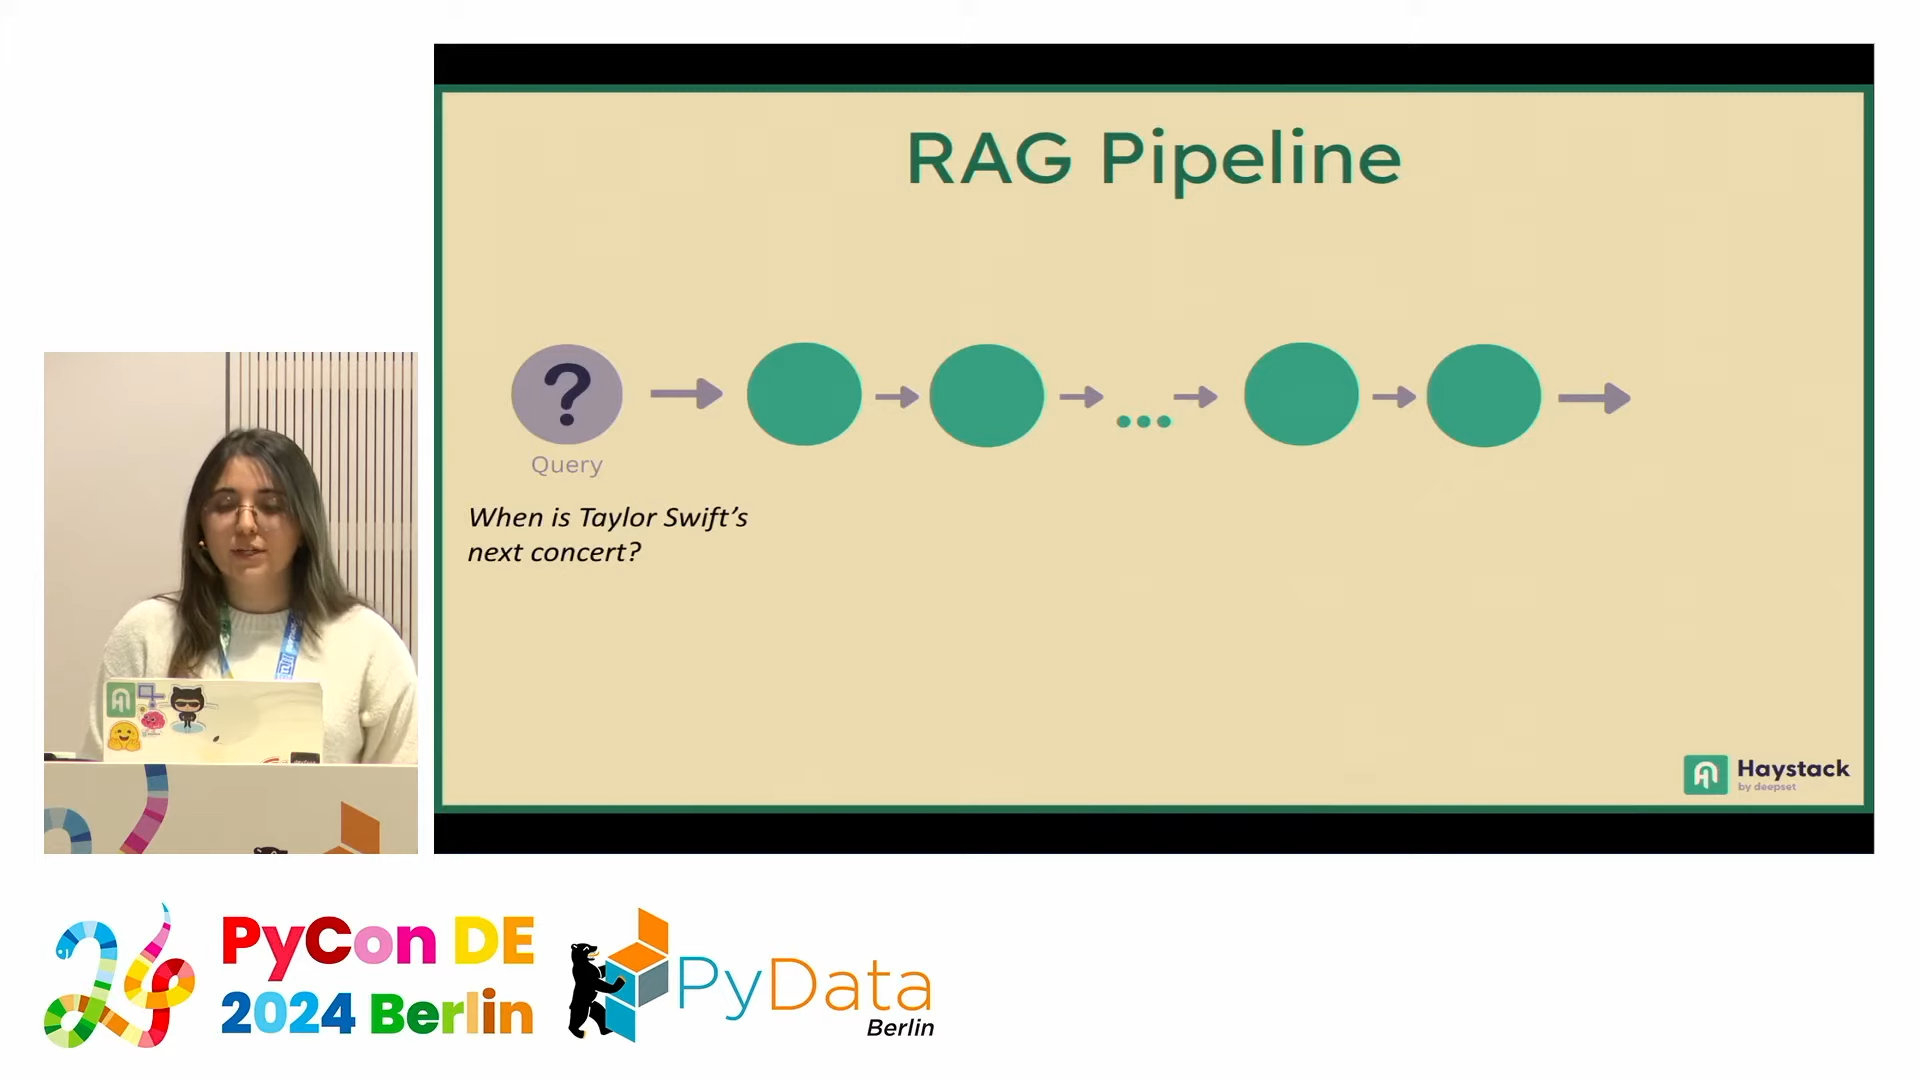 RAG Pipeline
?
Query
When is Taylor Swift's
next concert?
Haystack
by deepset
PyCon DE
2024 Berlin
PyData
Berlin